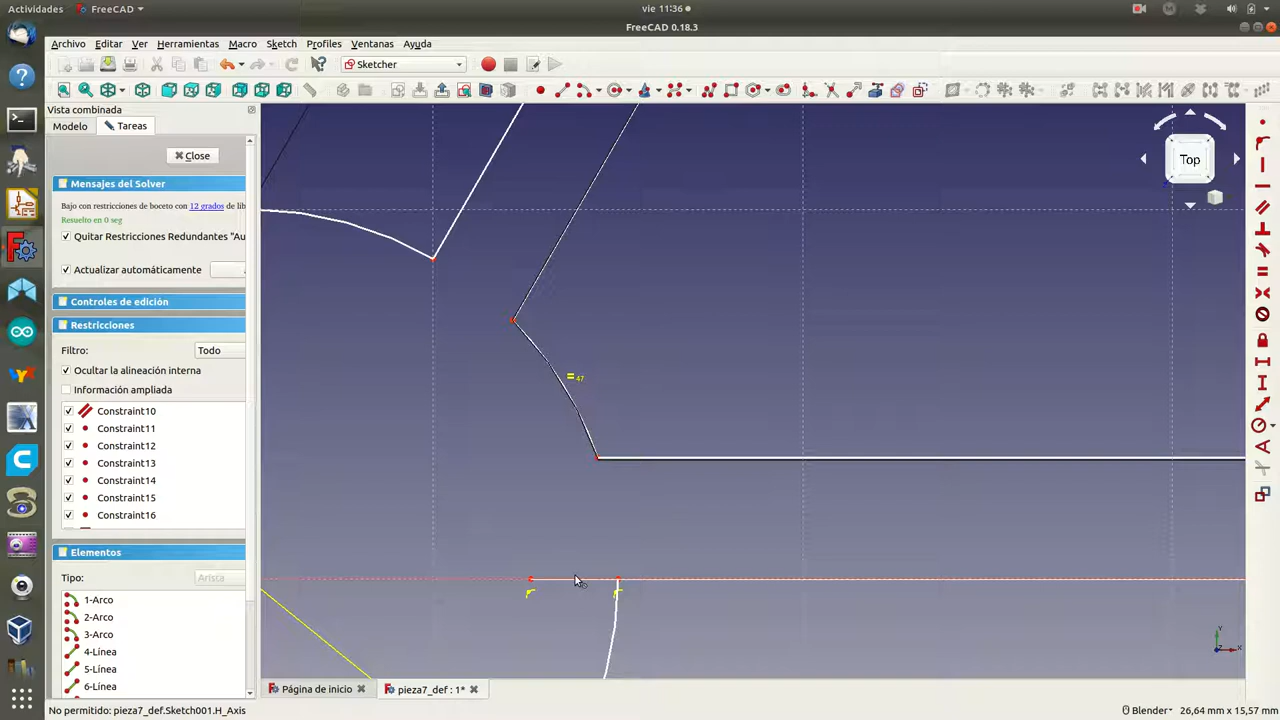 Actividades FreeCAD vie 11:36
FreeCAD 0.18.3
Archivo Editar Ver Herramientas Macro Sketch Profiles Ventanas Ayuda
Sketcher
Vista combinada
Modelo Tareas
Close
Mensajes del Solver
Bajo con restricciones de boceto con 12 grados de lib
Resuelto en 0 seg
Quitar Restricciones Redundantes "Au
Actualizar automáticamente
Controles de edición
Restricciones
Filtro: Todo
Ocultar la alineación interna
Información ampliada
Constraint10
Constraint11
Constraint12
Constraint13
Constraint14
Constraint15
Constraint16
Elementos
Tipo: Arista
1-Arco
2-Arco
3-Arco
4-Línea
5-Línea
6-Línea
47
Top
Y
X
Página de inicio pieza7_def : 1*
No permitido: pieza7_def.Sketch001.H_Axis
Blender 26,64 mm x 15,57 mm